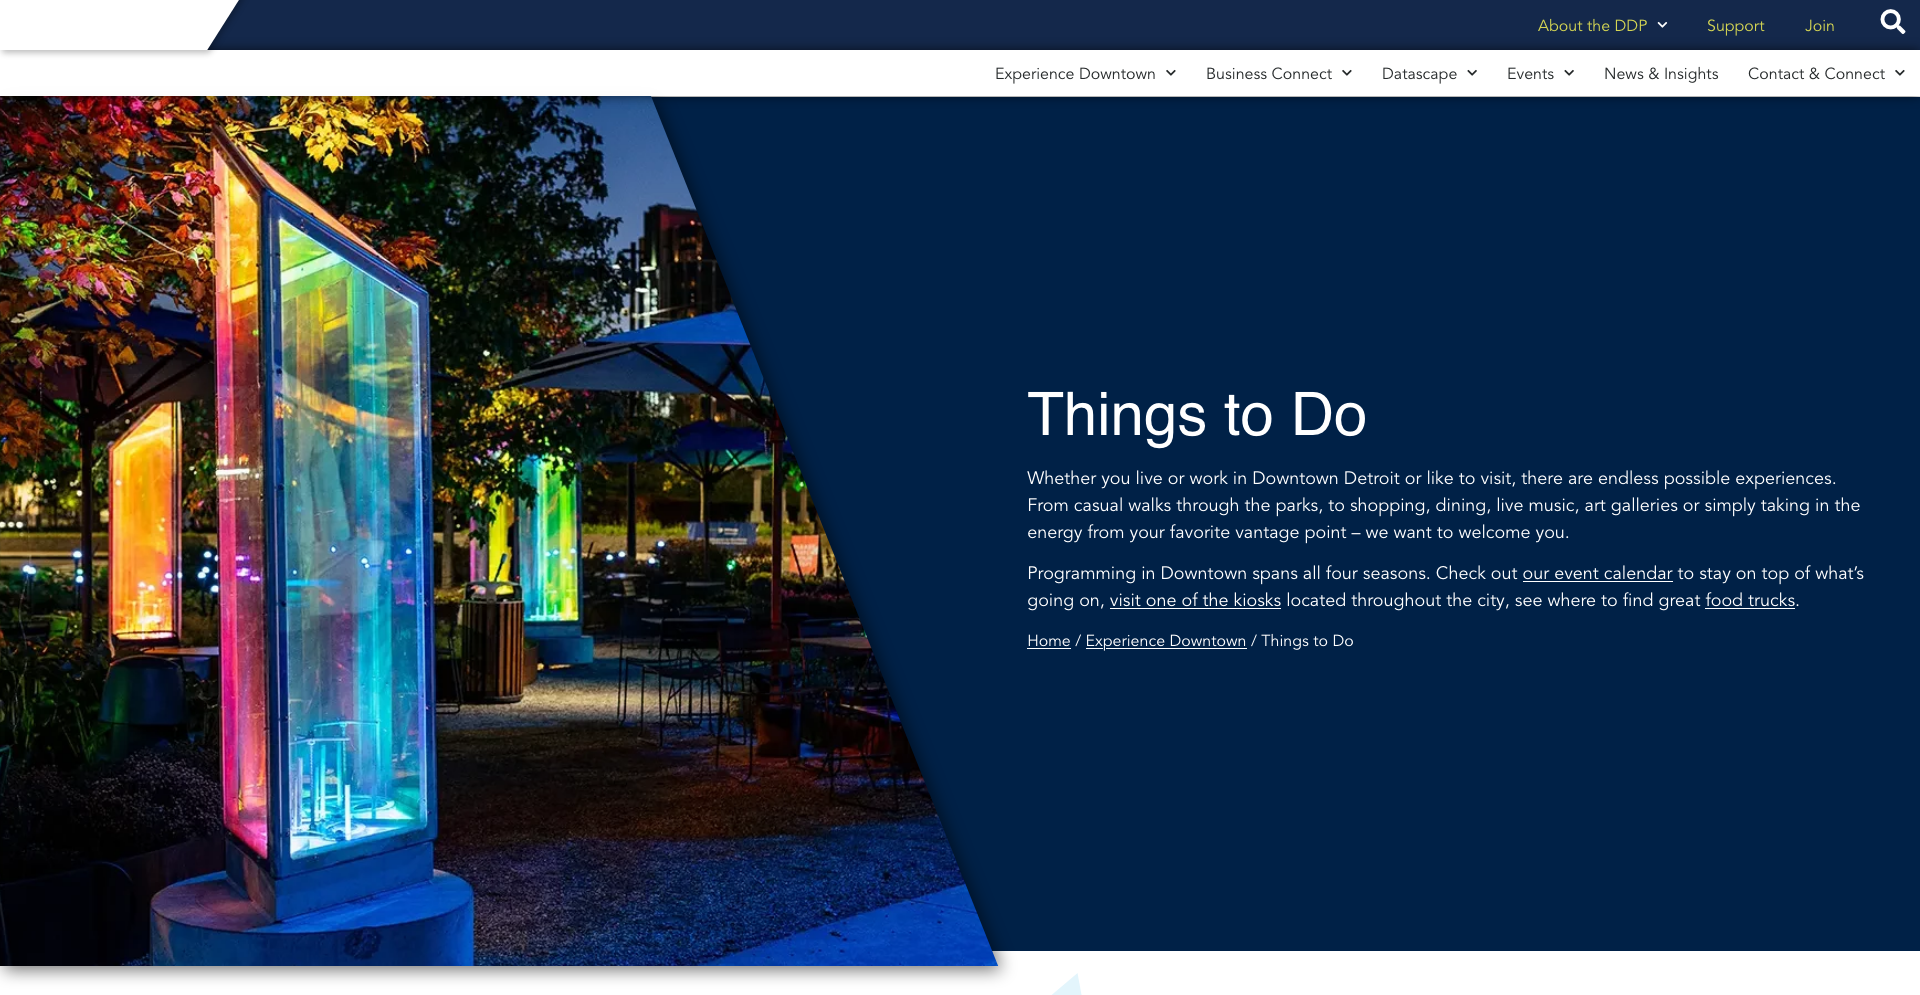 About the DDP
Support
Join
Experience Downtown
Business Connect
Datascape
Events
News & Insights
Contact & Connect
Things to Do
Whether you live or work in Downtown Detroit or like to visit, there are endless possible experiences.
From casual walks through the parks, to shopping, dining, live music, art galleries or simply taking in the
energy from your favorite vantage point – we want to welcome you.
Programming in Downtown spans all four seasons. Check out our event calendar to stay on top of what’s
going on, visit one of the kiosks located throughout the city, see where to find great food trucks.
Home / Experience Downtown / Things to Do